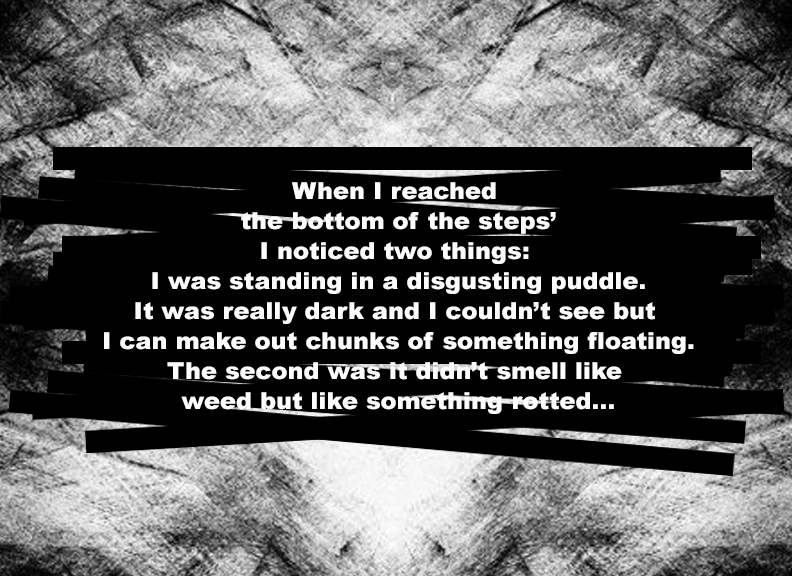 When I reached
the bottom of the steps’
I noticed two things:
I was standing in a disgusting puddle.
It was really dark and I couldn’t see but
I can make out chunks of something floating.
The second was it didn’t smell like
weed but like something rotted...